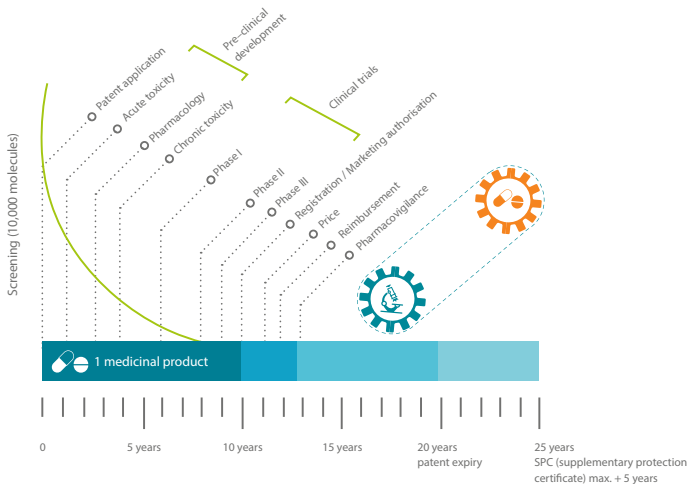 Pre–clinical
development
Clinical trials
Patent application
Acute toxicity
Pharmacology
Chronic toxicity
Phase I
Phase II
Phase III
Registration / Marketing authorisation
Price
Reimbursement
Pharmacovigilance
Screening (10,000 molecules)
1 medicinal product
0
5 years
10 years
15 years
20 years
patent expiry
25 years
SPC (supplementary protection
certificate) max. + 5 years